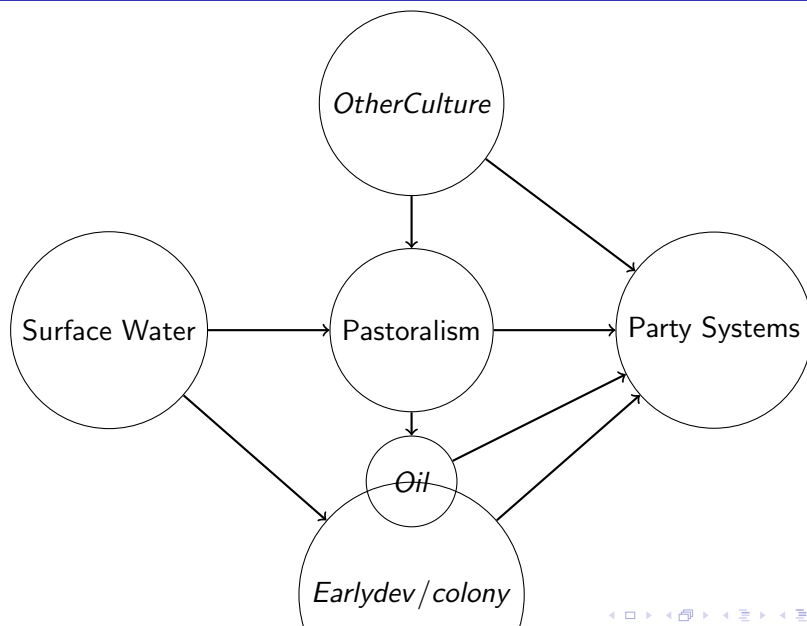 OtherCulture
Surface Water
Pastoralism
Party Systems
Oil
Earlydev/colony